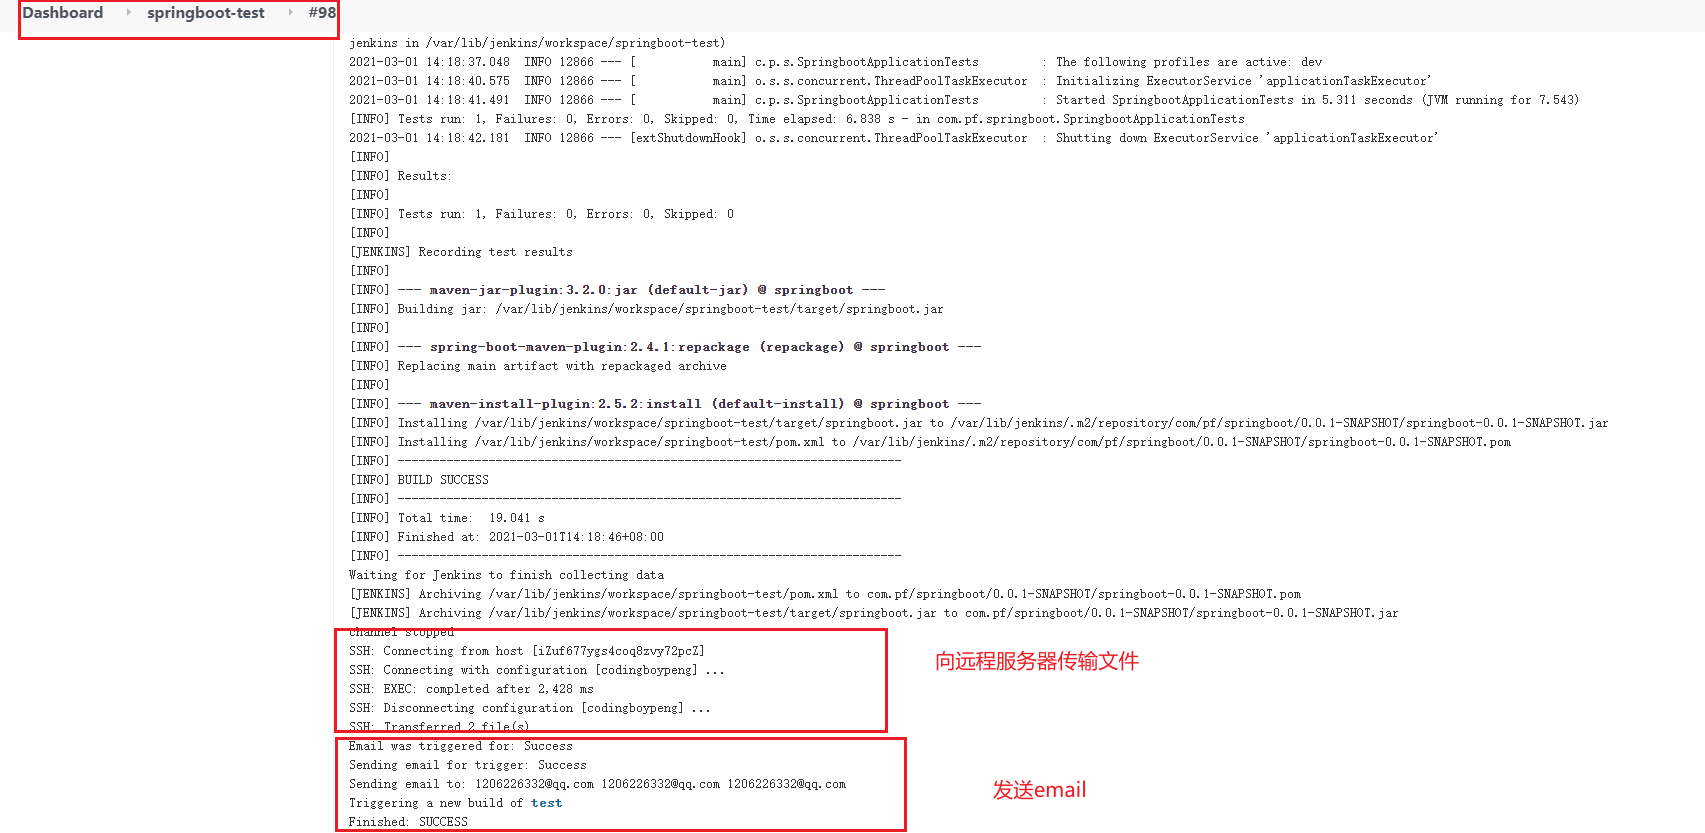 Dashboard › springboot-test › #98
jenkins in /var/lib/jenkins/workspace/springboot-test)
2021-03-01 14:18:37.048  INFO 12866 --- [           main] c.p.s.SpringbootApplicationTests         : The following profiles are active: dev
2021-03-01 14:18:40.575  INFO 12866 --- [           main] o.s.s.concurrent.ThreadPoolTaskExecutor  : Initializing ExecutorService 'applicationTaskExecutor'
2021-03-01 14:18:41.491  INFO 12866 --- [           main] c.p.s.SpringbootApplicationTests         : Started SpringbootApplicationTests in 5.311 seconds (JVM running for 7.543)
[INFO] Tests run: 1, Failures: 0, Errors: 0, Skipped: 0, Time elapsed: 6.838 s - in com.pf.springboot.SpringbootApplicationTests
2021-03-01 14:18:42.181  INFO 12866 --- [extShutdownHook] o.s.s.concurrent.ThreadPoolTaskExecutor  : Shutting down ExecutorService 'applicationTaskExecutor'
[INFO]
[INFO] Results:
[INFO]
[INFO] Tests run: 1, Failures: 0, Errors: 0, Skipped: 0
[INFO]
[JENKINS] Recording test results
[INFO]
[INFO] --- maven-jar-plugin:3.2.0:jar (default-jar) @ springboot ---
[INFO] Building jar: /var/lib/jenkins/workspace/springboot-test/target/springboot.jar
[INFO]
[INFO] --- spring-boot-maven-plugin:2.4.1:repackage (repackage) @ springboot ---
[INFO] Replacing main artifact with repackaged archive
[INFO]
[INFO] --- maven-install-plugin:2.5.2:install (default-install) @ springboot ---
[INFO] Installing /var/lib/jenkins/workspace/springboot-test/target/springboot.jar to /var/lib/jenkins/.m2/repository/com/pf/springboot/0.0.1-SNAPSHOT/springboot-0.0.1-SNAPSHOT.jar
[INFO] Installing /var/lib/jenkins/workspace/springboot-test/pom.xml to /var/lib/jenkins/.m2/repository/com/pf/springboot/0.0.1-SNAPSHOT/springboot-0.0.1-SNAPSHOT.pom
[INFO] ------------------------------------------------------------------------
[INFO] BUILD SUCCESS
[INFO] ------------------------------------------------------------------------
[INFO] Total time:  19.041 s
[INFO] Finished at: 2021-03-01T14:18:46+08:00
[INFO] ------------------------------------------------------------------------
Waiting for Jenkins to finish collecting data
[JENKINS] Archiving /var/lib/jenkins/workspace/springboot-test/pom.xml to com.pf/springboot/0.0.1-SNAPSHOT/springboot-0.0.1-SNAPSHOT.pom
[JENKINS] Archiving /var/lib/jenkins/workspace/springboot-test/target/springboot.jar to com.pf/springboot/0.0.1-SNAPSHOT/springboot-0.0.1-SNAPSHOT.jar
channel stopped
SSH: Connecting from host [iZuf677ygs4coq8zvy72pcZ]
SSH: Connecting with configuration [codingboypeng] ...
SSH: EXEC: completed after 2,428 ms
SSH: Disconnecting configuration [codingboypeng] ...
SSH: Transferred 2 file(s)
向远程服务器传输文件
Email was triggered for: Success
Sending email for trigger: Success
Sending email to: 1206226332@qq.com 1206226332@qq.com 1206226332@qq.com
Triggering a new build of test
Finished: SUCCESS
发送email